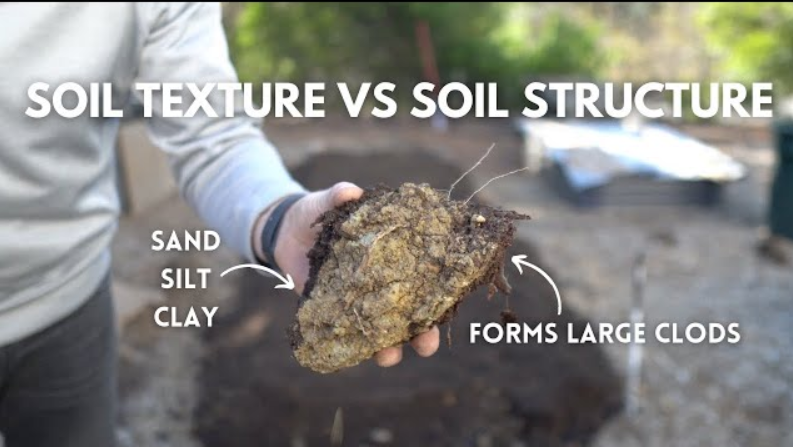 SOIL TEXTURE VS SOIL STRUCTURE
SAND
SILT
CLAY
FORMS LARGE CLODS